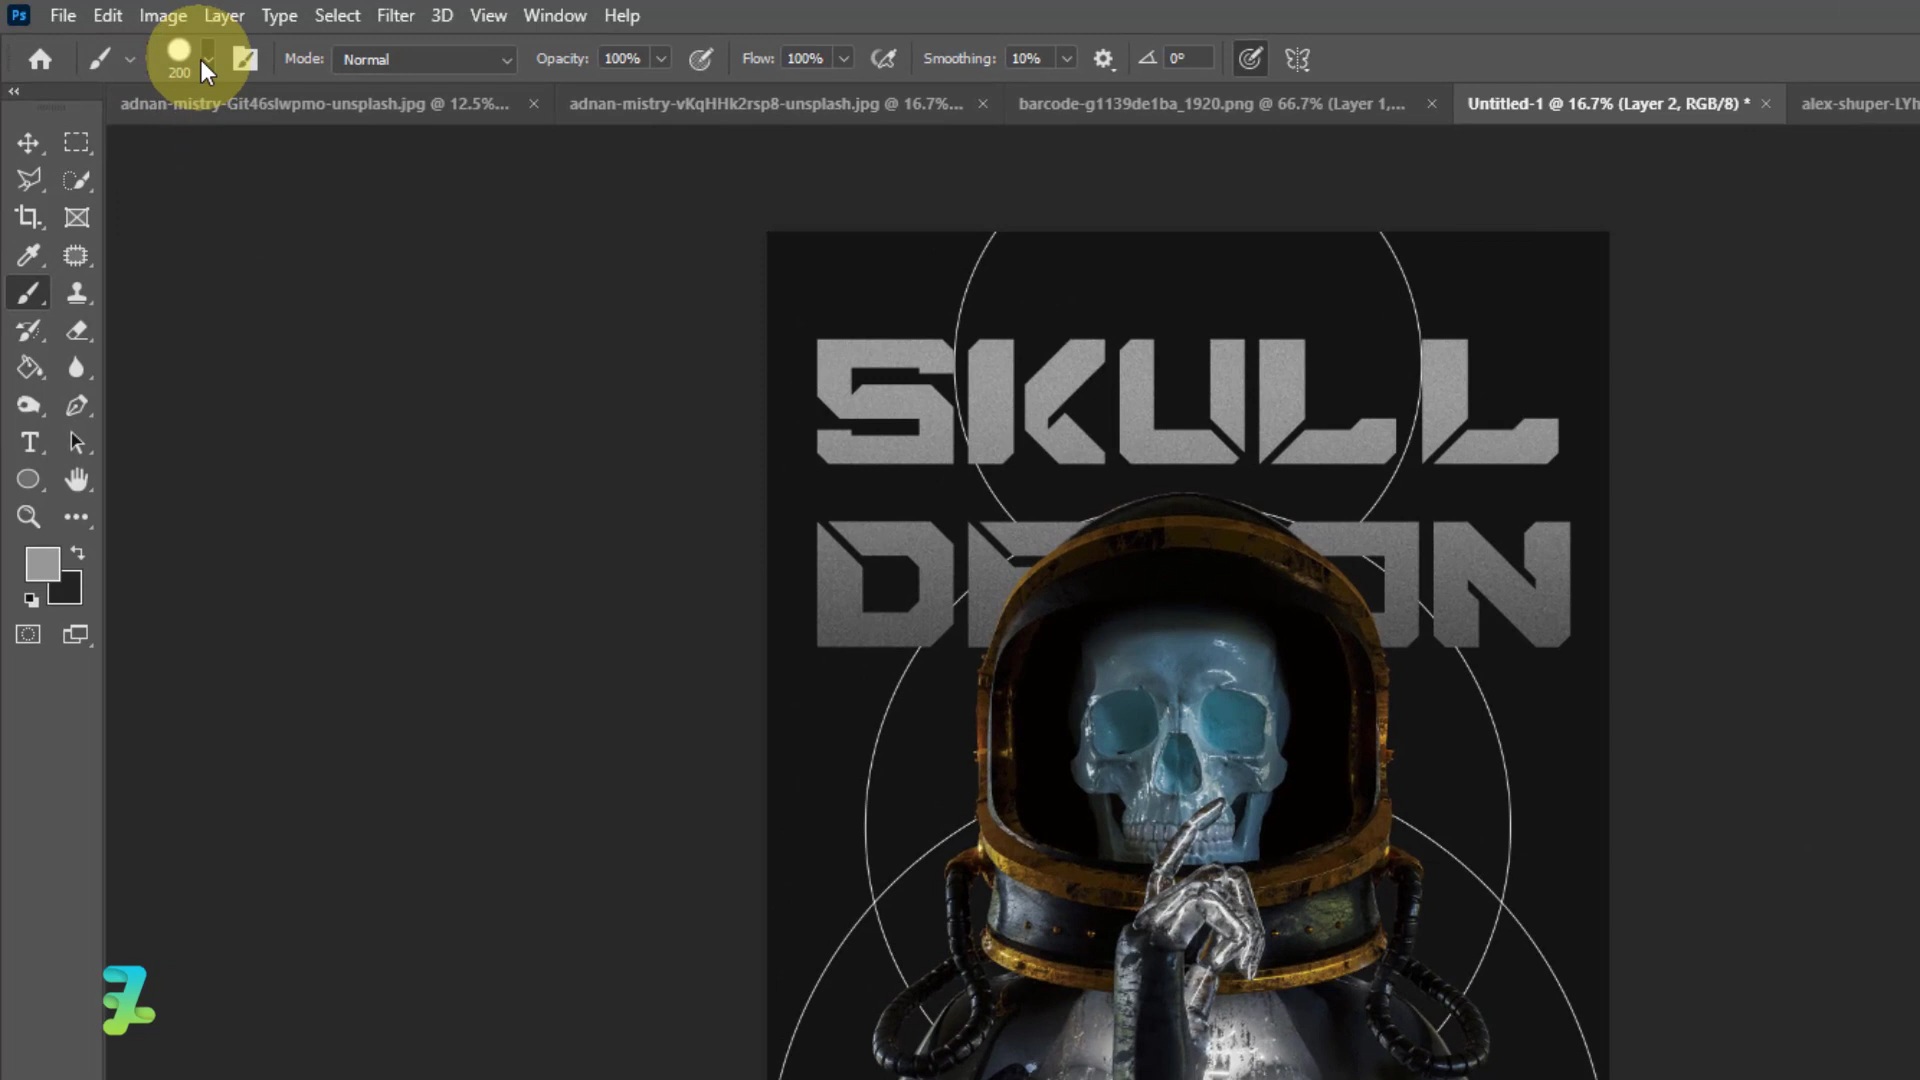 Ps File Edit Image Layer Type Select Filter 3D View Window Help
200 Mode: Normal Opacity: 100% Flow: 100% Smoothing: 10% 0°
adnan-mistry-Git46slwpmo-unsplash.jpg @ 12.5%... adnan-mistry-vKqHHk2rsp8-unsplash.jpg @ 16.7%... barcode-g1139de1ba_1920.png @ 66.7% (Layer 1,... Untitled-1 @ 16.7% (Layer 2, RGB/8) * alex-shuper-LYh
SKULL